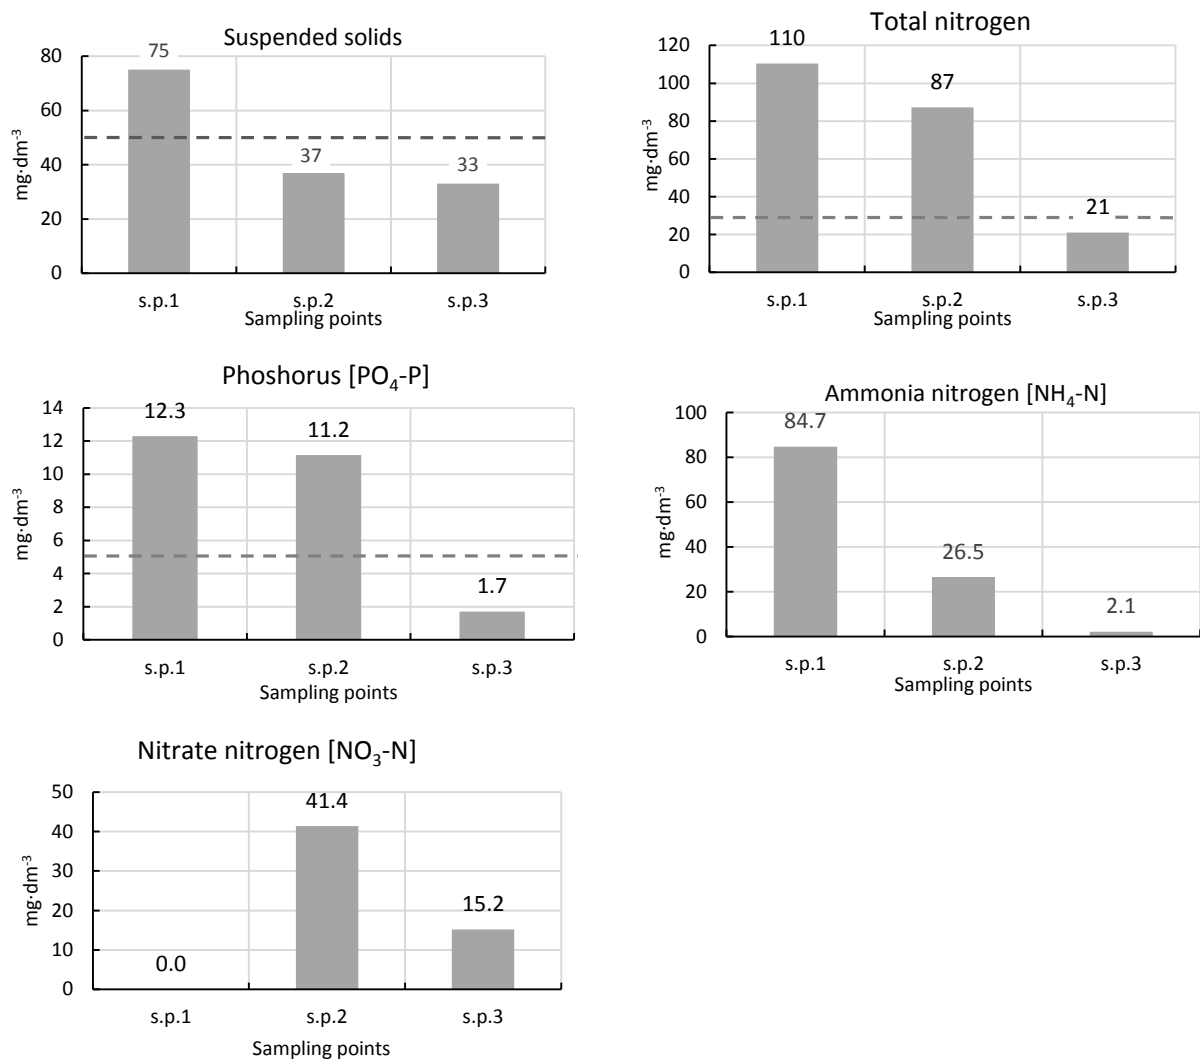 Suspended solids
mg·dm⁻³
80
60
40
20
0
75
37
33
s.p.1 s.p.2 s.p.3
Sampling points
Total nitrogen
mg·dm⁻³
120
100
80
60
40
20
0
110
87
21
s.p.1 s.p.2 s.p.3
Sampling points
Phoshorus [PO₄-P]
mg·dm⁻³
14
12
10
8
6
4
2
0
12.3
11.2
1.7
s.p.1 s.p.2 s.p.3
Sampling points
Ammonia nitrogen [NH₄-N]
mg·dm⁻³
100
80
60
40
20
0
84.7
26.5
2.1
s.p.1 s.p.2 s.p.3
Sampling points
Nitrate nitrogen [NO₃-N]
mg·dm⁻³
50
40
30
20
10
0
0.0
41.4
15.2
s.p.1 s.p.2 s.p.3
Sampling points